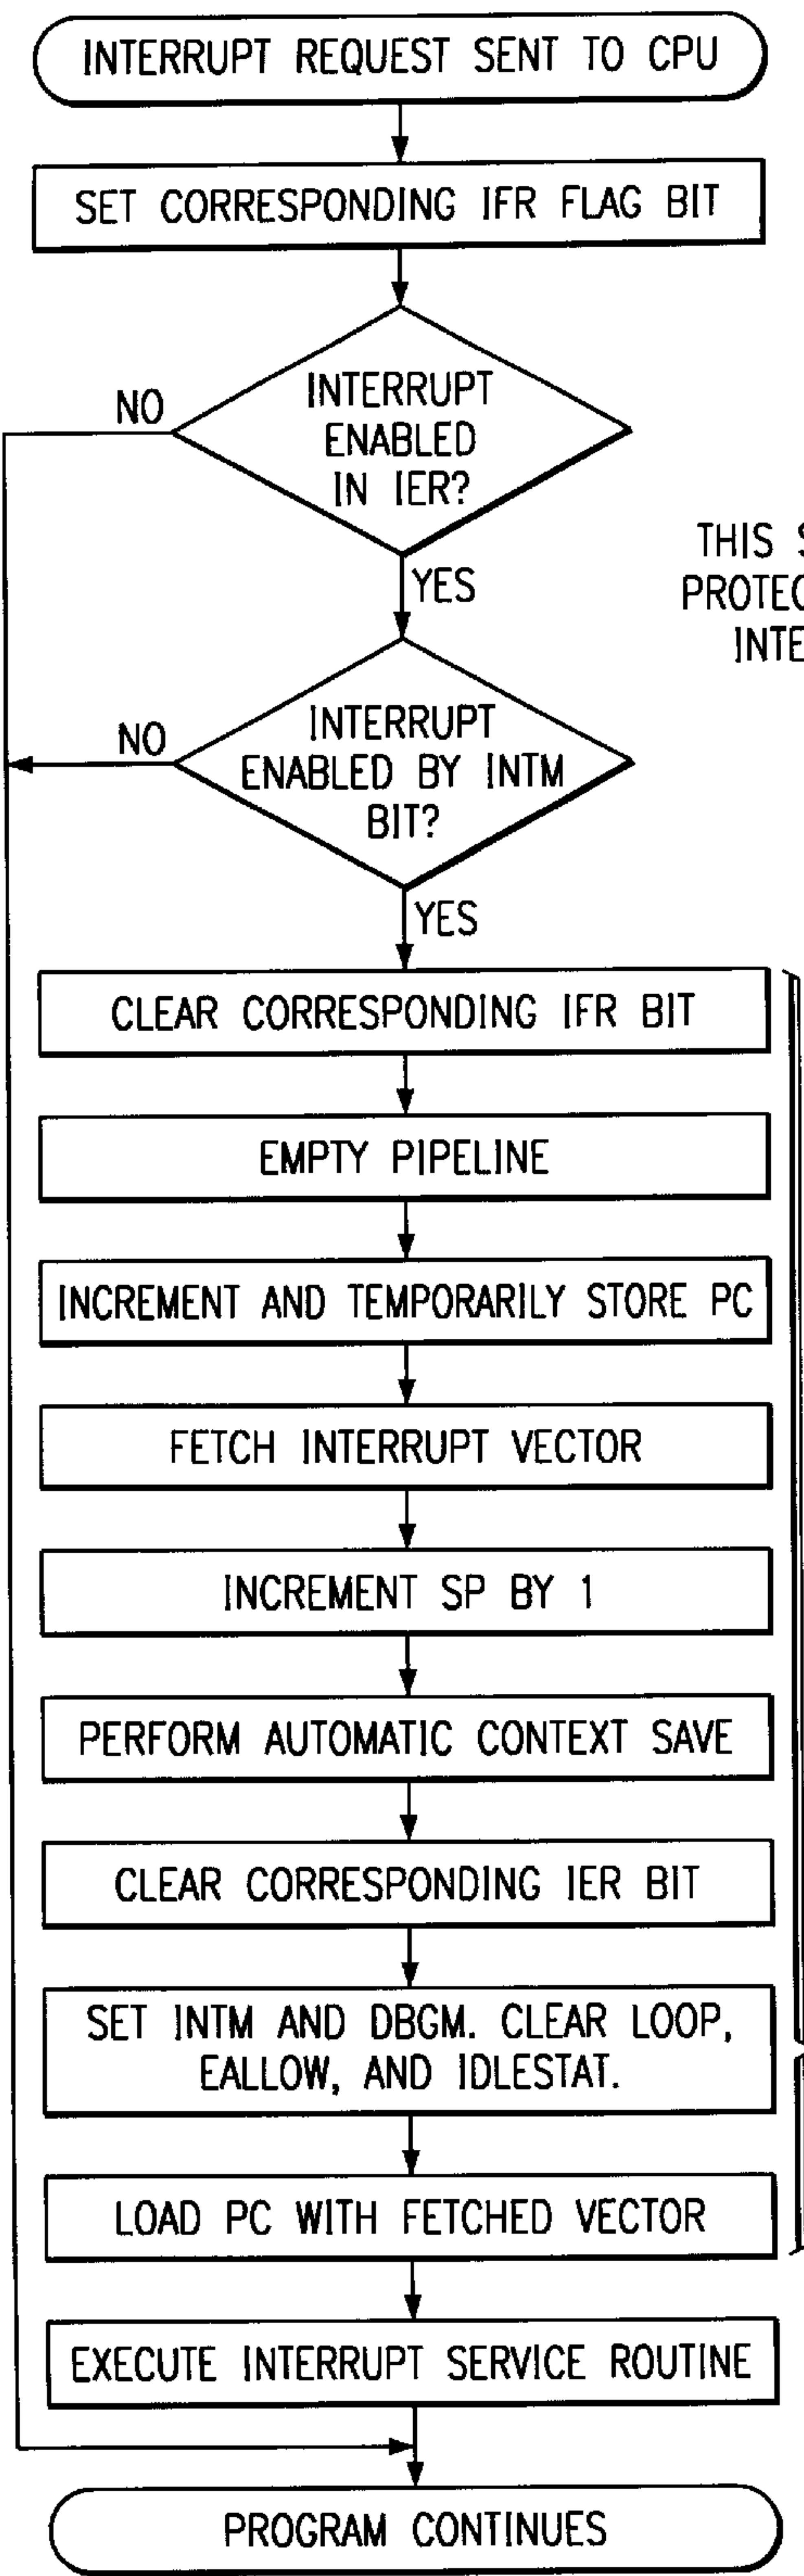 INTERRUPT REQUEST SENT TO CPU
SET CORRESPONDING IFR FLAG BIT
INTERRUPT
ENABLED
IN IER?
NO
YES
THIS
INTERRUPT
ENABLED BY INTM
BIT?
NO
YES
CLEAR CORRESPONDING IFR BIT
EMPTY PIPELINE
INCREMENT AND TEMPORARILY STORE PC
FETCH INTERRUPT VECTOR
INCREMENT SP BY 1
PERFORM AUTOMATIC CONTEXT SAVE
CLEAR CORRESPONDING IER BIT
SET INTM AND DBGM. CLEAR LOOP,
EALLOW, AND IDLESTAT.
LOAD PC WITH FETCHED VECTOR
EXECUTE INTERRUPT SERVICE ROUTINE
PROGRAM CONTINUES